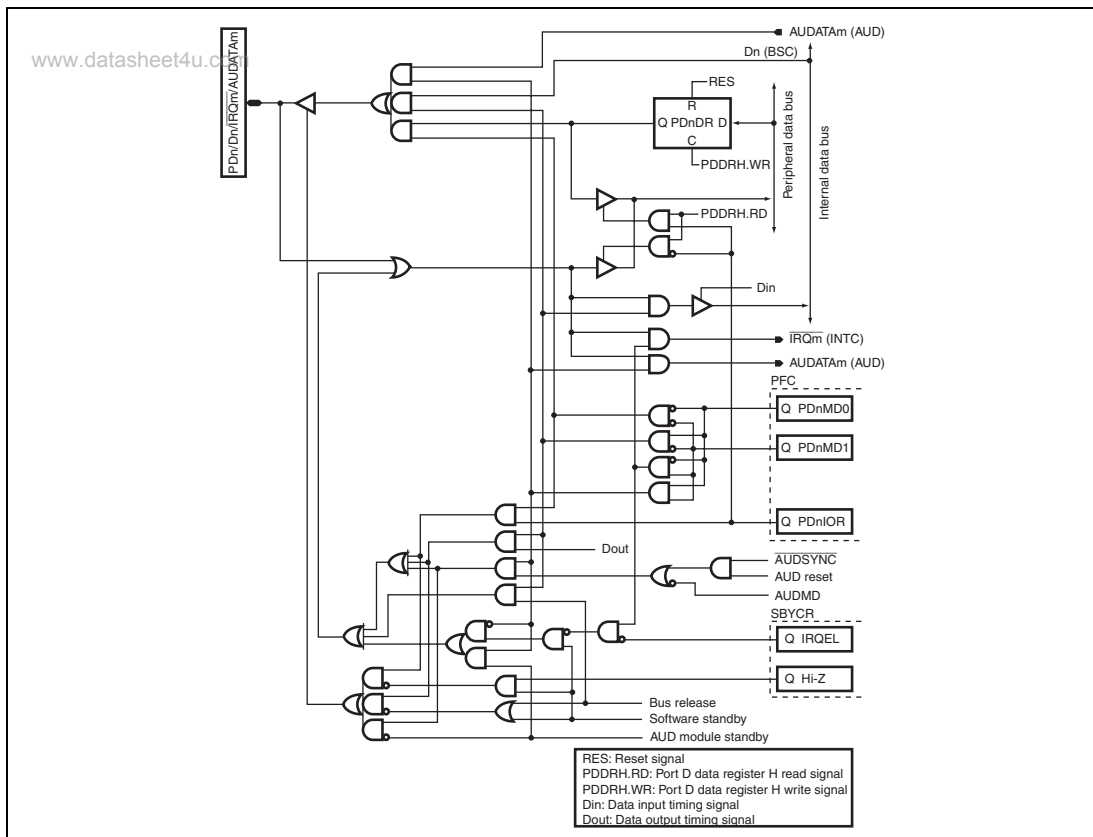 www.datasheet4u.com
PDn/Dn/IRQm/AUDATAm
AUDATAm (AUD)
Dn (BSC)
RES
R
Q PDnDR D
C
PDDRH.WR
Peripheral data bus
Internal data bus
PDDRH.RD
Din
IRQm (INTC)
AUDATAm (AUD)
PFC
Q PDnMD0
Q PDnMD1
Q PDnIOR
Dout
AUDSYNC
AUD reset
AUDMD
SBYCR
Q IRQEL
Q Hi-Z
Bus release
Software standby
AUD module standby
RES: Reset signal
PDDRH.RD: Port D data register H read signal
PDDRH.WR: Port D data register H write signal
Din: Data input timing signal
Dout: Data output timing signal